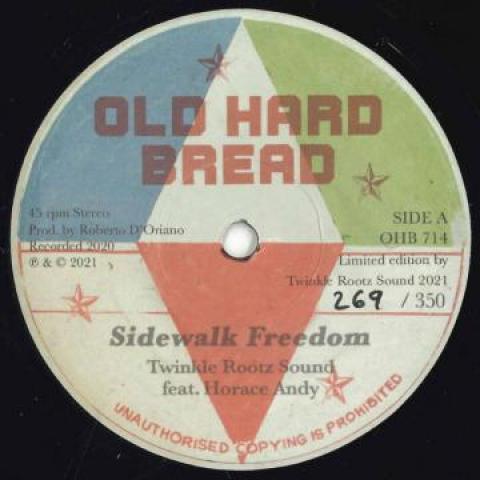 OLD HARD
BREAD
45 rpm Stereo
Prod. by Roberto D'Oriano
Recorded 2020
℗ & © 2021
SIDE A
OHB 714
Limited edition by
Twinkle Rootz Sound 2021
269 / 350
Sidewalk Freedom
Twinkle Rootz Sound
feat. Horace Andy
UNAUTHORISED COPYING IS PROHIBITED